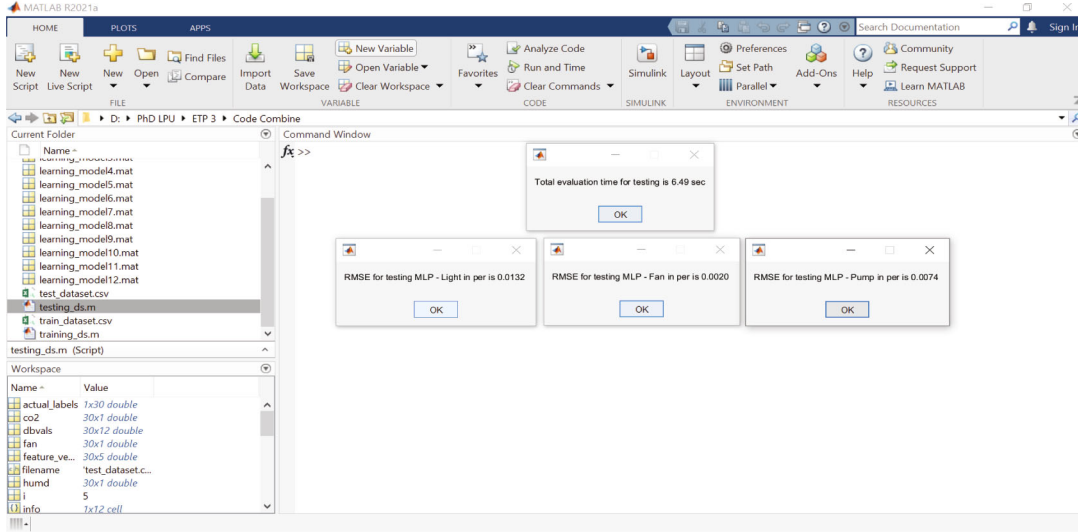 MATLAB R2021a
HOME PLOTS APPS
Search Documentation
Sign In
New Script
New Live Script
New
Open
Find Files
Compare
Import Data
Save Workspace
New Variable
Open Variable
Clear Workspace
Favorites
Analyze Code
Run and Time
Clear Commands
Simulink
Layout
Preferences
Set Path
Parallel
Add-Ons
Help
Community
Request Support
Learn MATLAB
FILE VARIABLE CODE SIMULINK ENVIRONMENT RESOURCES
D: PhD LPU ETP 3 Code Combine
Current Folder
Name
learning_model3.mat
learning_model4.mat
learning_model5.mat
learning_model6.mat
learning_model7.mat
learning_model8.mat
learning_model9.mat
learning_model10.mat
learning_model11.mat
learning_model12.mat
test_dataset.csv
testing_ds.m
train_dataset.csv
training_ds.m
testing_ds.m (Script)
Workspace
Name Value
actual_labels 1x30 double
co2 30x1 double
dbvals 30x12 double
fan 30x1 double
feature_ve... 30x5 double
filename 'test_dataset.c...
humd 30x1 double
i 5
info 1x12 cell
Command Window
fx >>
Total evaluation time for testing is 6.49 sec
OK
RMSE for testing MLP - Light in per is 0.0132
OK
RMSE for testing MLP - Fan in per is 0.0020
OK
RMSE for testing MLP - Pump in per is 0.0074
OK